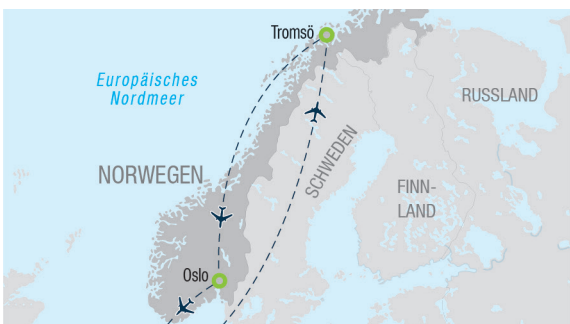 Tromsö
Europäisches
Nordmeer
RUSSLAND
NORWEGEN
SCHWEDEN
FINN-
LAND
Oslo